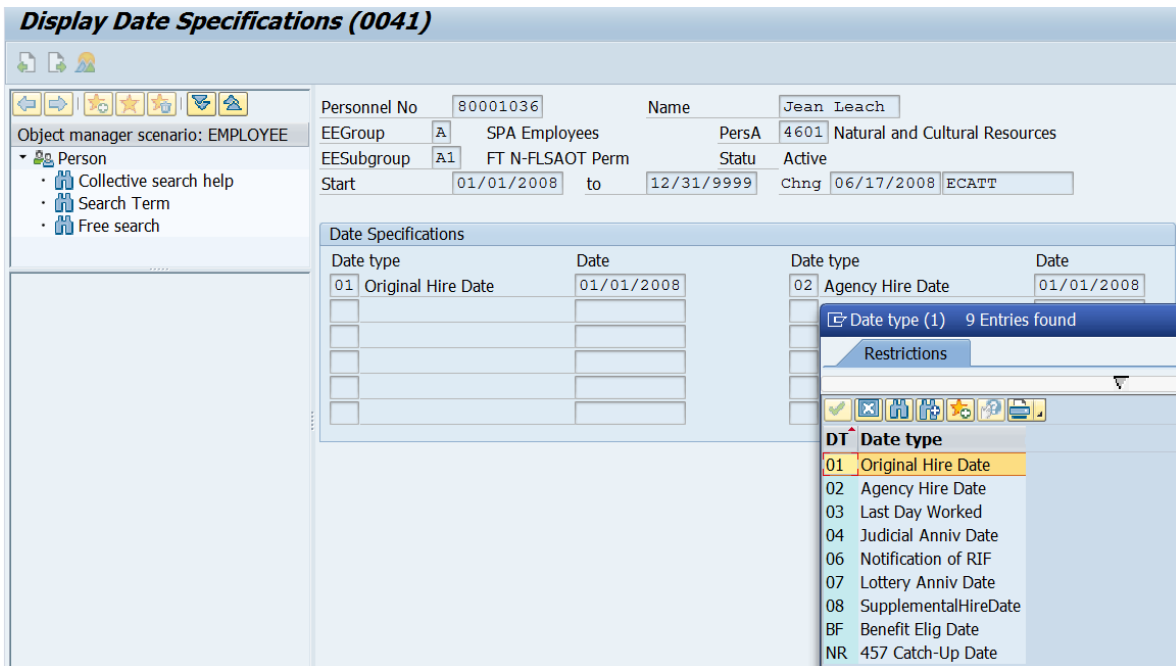 Display Date Specifications (0041)
Object manager scenario: EMPLOYEE
Person
Collective search help
Search Term
Free search
Personnel No 80001036 Name Jean Leach
EEGroup A SPA Employees PersA 4601 Natural and Cultural Resources
EESubgroup A1 FT N-FLSAOT Perm Statu Active
Start 01/01/2008 to 12/31/9999 Chng 06/17/2008 ECATT
Date Specifications
Date type Date Date type Date
01 Original Hire Date 01/01/2008 02 Agency Hire Date 01/01/2008
Date type (1) 9 Entries found
Restrictions
DT Date type
01 Original Hire Date
02 Agency Hire Date
03 Last Day Worked
04 Judicial Anniv Date
06 Notification of RIF
07 Lottery Anniv Date
08 SupplementalHireDate
BF Benefit Elig Date
NR 457 Catch-Up Date